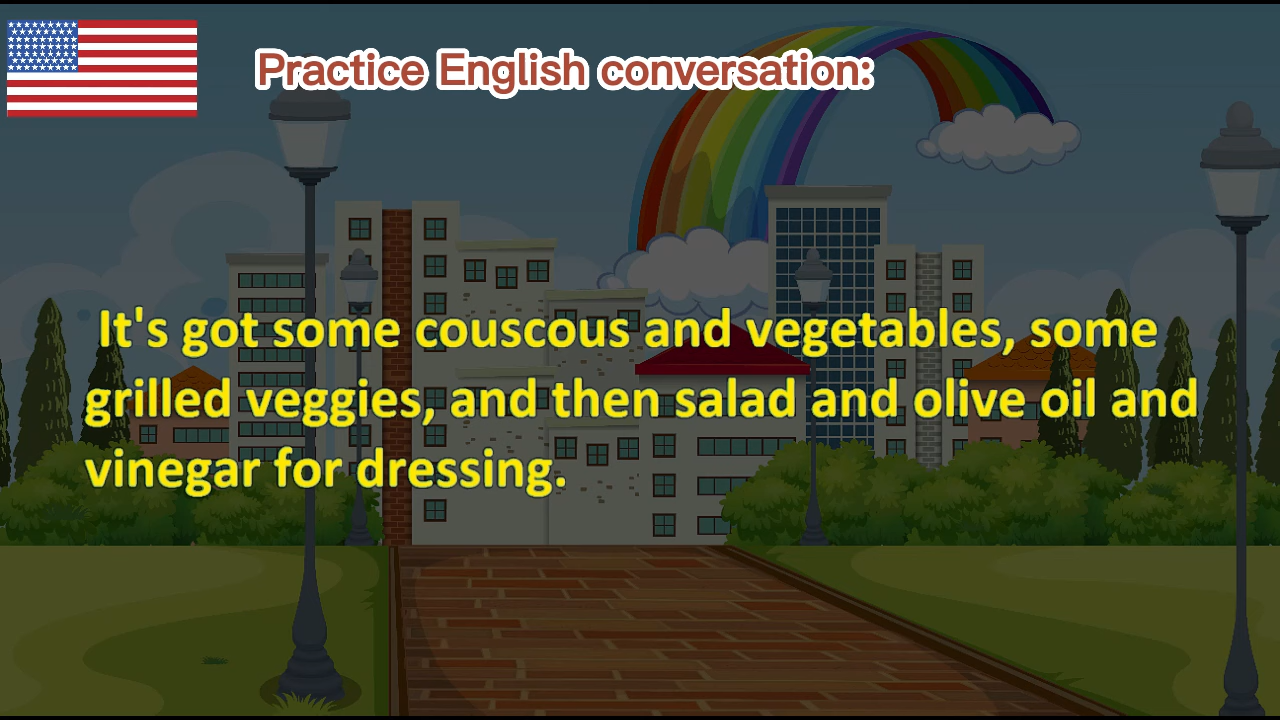 Practice English conversation:
It's got some couscous and vegetables, some
grilled veggies, and then salad and olive oil and
vinegar for dressing.